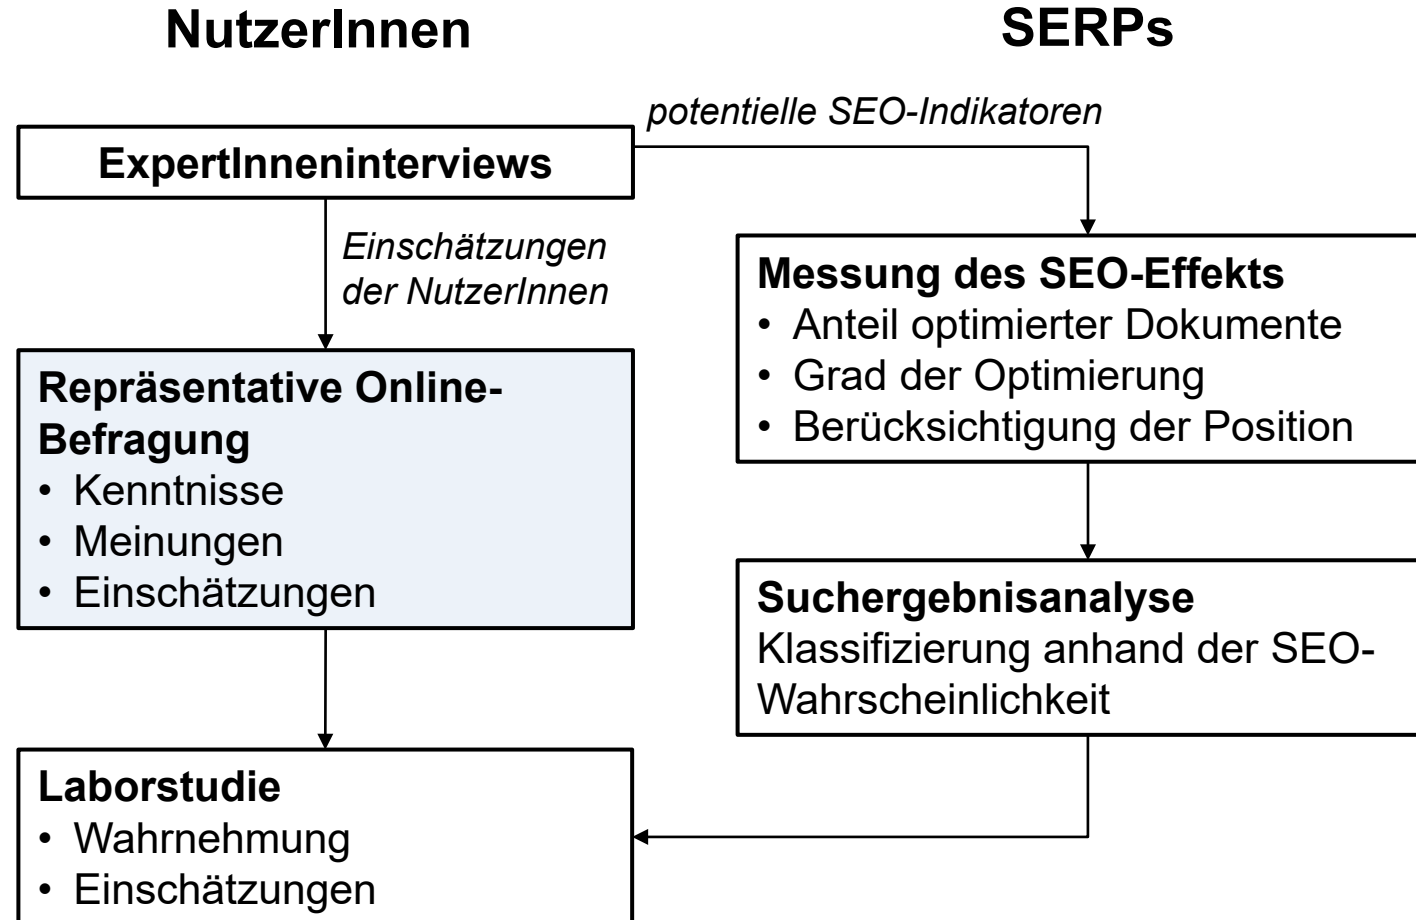 NutzerInnen
SERPs
potentielle SEO-Indikatoren
ExpertInneninterviews
Einschätzungen
der NutzerInnen
Messung des SEO-Effekts
• Anteil optimierter Dokumente
• Grad der Optimierung
• Berücksichtigung der Position
Repräsentative Online-
Befragung
• Kenntnisse
• Meinungen
• Einschätzungen
Suchergebnisanalyse
Klassifizierung anhand der SEO-
Wahrscheinlichkeit
Laborstudie
• Wahrnehmung
• Einschätzungen